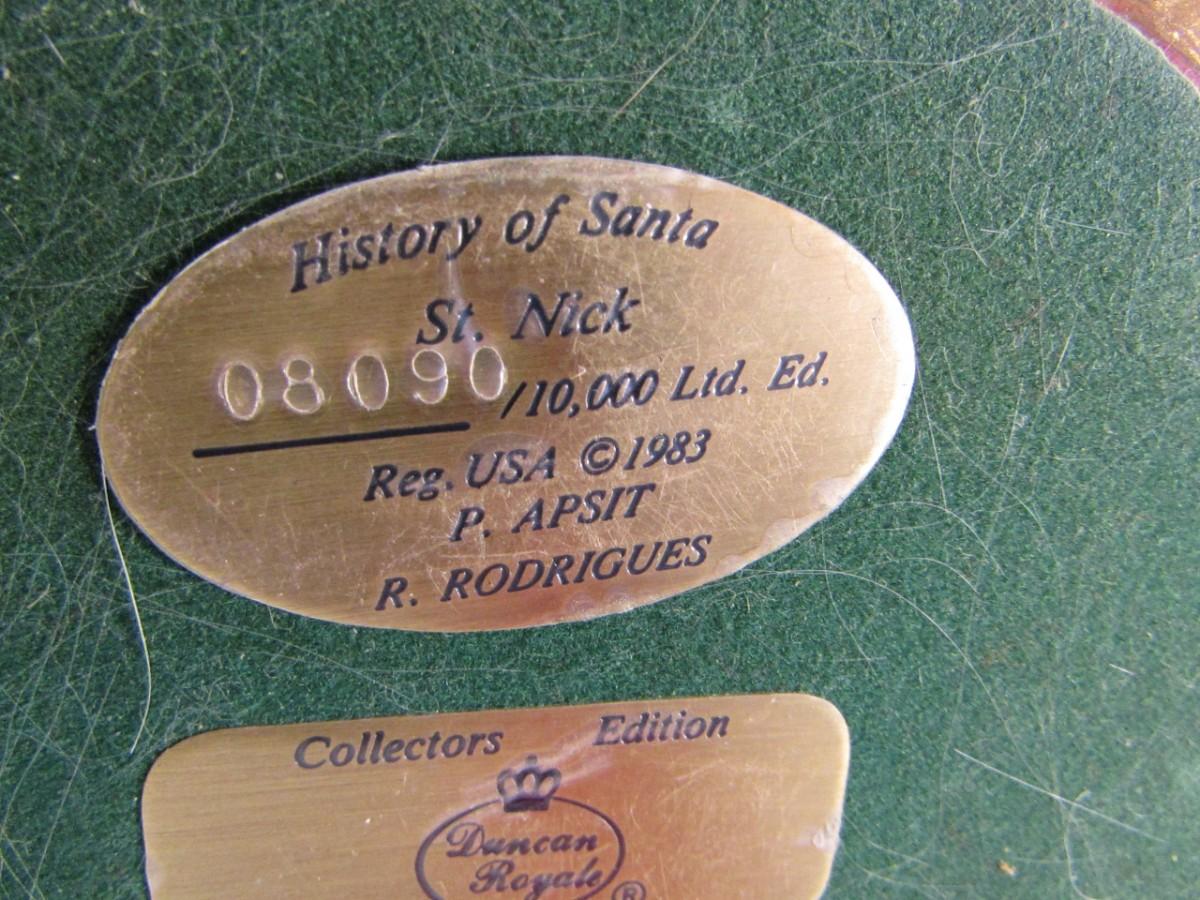 History of Santa
St. Nick
08090/10,000 Ltd. Ed.
Reg. USA ©1983
P. APSIT
R. RODRIGUES
Collectors Edition
Duncan
Royale ®